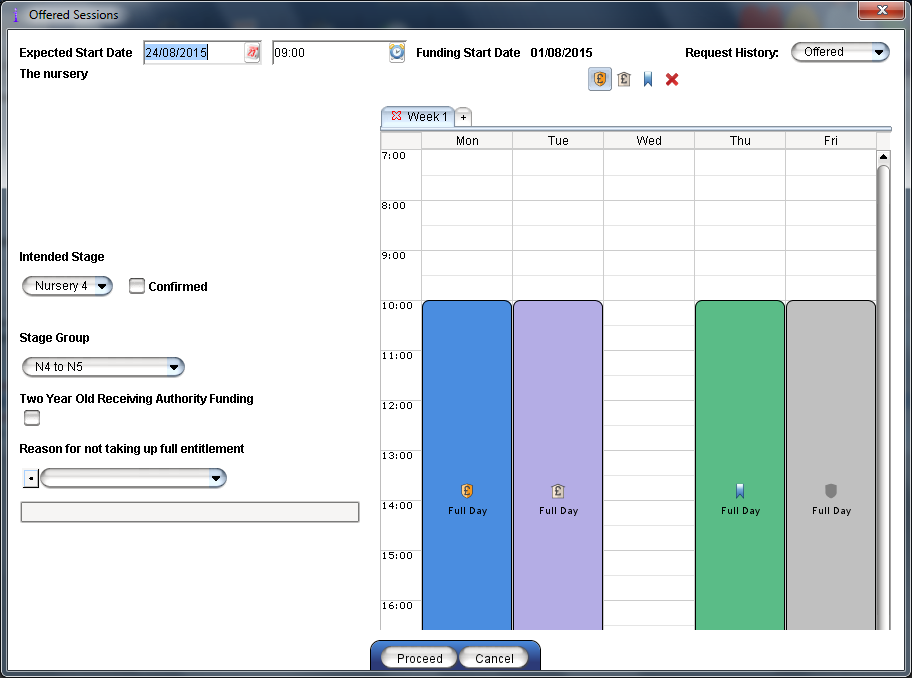 Offered Sessions
Expected Start Date 24/08/2015 09:00 Funding Start Date 01/08/2015 Request History: Offered
The nursery
Week 1 +
Mon Tue Wed Thu Fri
7:00
8:00
9:00
Intended Stage
Nursery 4 Confirmed
10:00
Stage Group
11:00
N4 to N5
Two Year Old Receiving Authority Funding
12:00
Reason for not taking up full entitlement
13:00
14:00
Full Day Full Day Full Day Full Day
15:00
16:00
Proceed Cancel